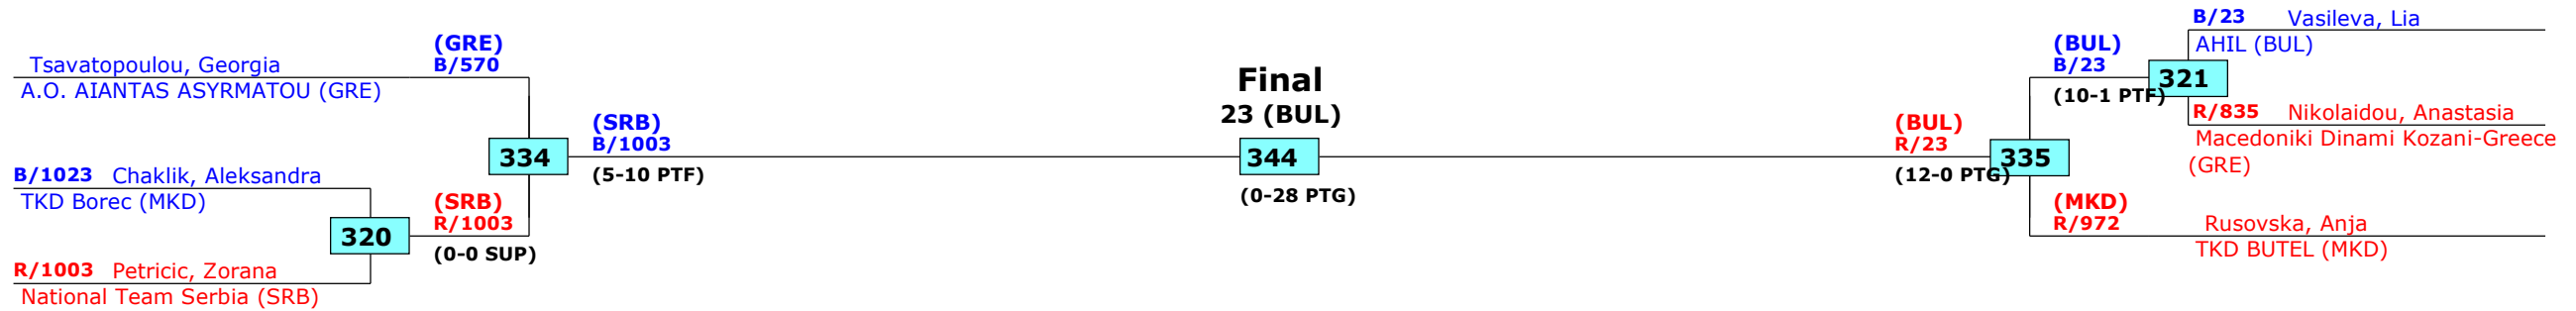 Tsavatopoulou, Georgia
A.O. AIANTAS ASYRMATOU (GRE)
(GRE)
B/570
B/1023 Chaklik, Aleksandra
TKD Borec (MKD)
R/1003 Petricic, Zorana
National Team Serbia (SRB)
320
(SRB)
R/1003
(0-0 SUP)
334
(SRB)
B/1003
(5-10 PTF)
Final
23 (BUL)
344
(0-28 PTG)
(BUL)
R/23
(12-0 PTG)
335
(BUL)
B/23
(10-1 PTF)
321
B/23 Vasileva, Lia
AHIL (BUL)
R/835 Nikolaidou, Anastasia
Macedoniki Dinami Kozani-Greece
(GRE)
(MKD)
R/972
Rusovska, Anja
TKD BUTEL (MKD)